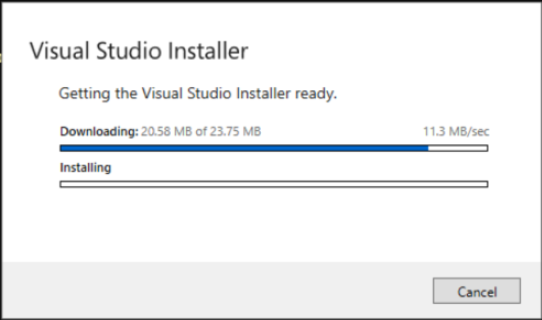 Visual Studio Installer
Getting the Visual Studio Installer ready.
Downloading: 20.58 MB of 23.75 MB 11.3 MB/sec
Installing
Cancel